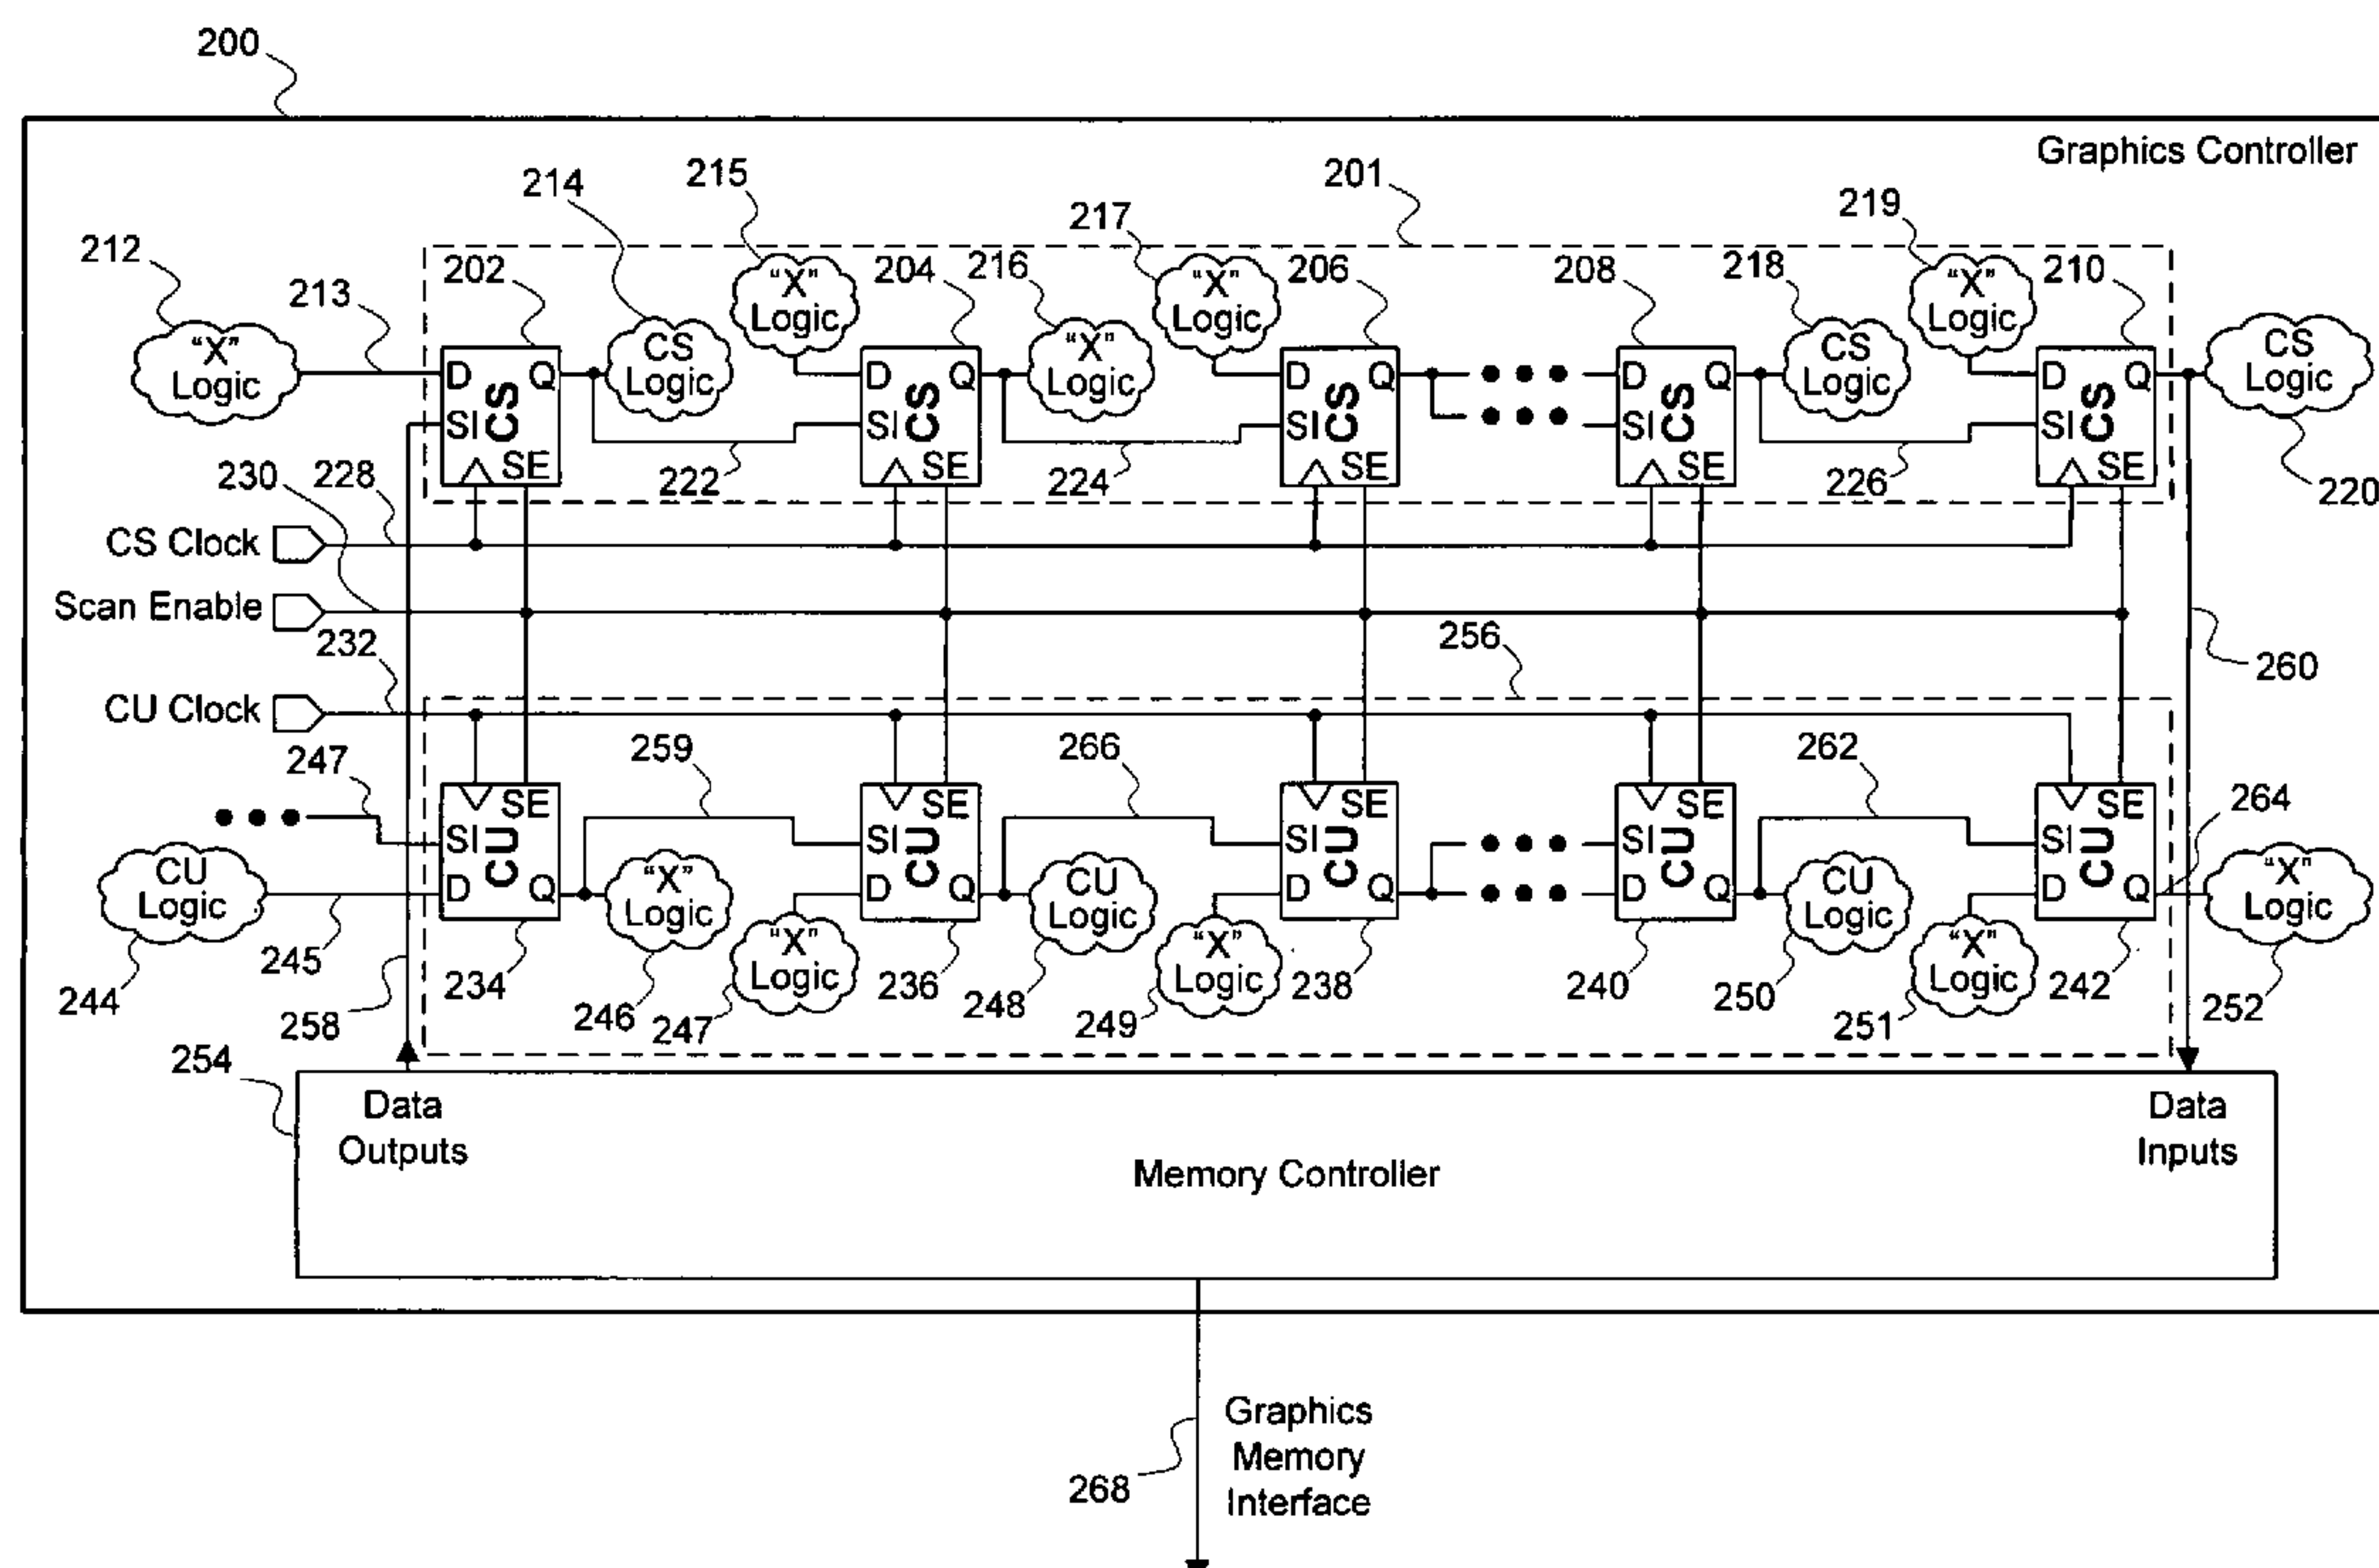 200
Graphics Controller
214
215
201
217
219
212
213
202
"X"
Logic
204
216
"X"
Logic
206
208
218
"X"
Logic
210
"X"
Logic
D
Q
CS
SI
SE
CS
Logic
D
Q
CS
SI
SE
"X"
Logic
D
Q
CS
SI
SE
D
Q
CS
SI
SE
CS
Logic
D
Q
CS
SI
SE
CS
Logic
230
228
222
224
226
220
CS Clock
Scan Enable
232
256
260
CU Clock
247
259
266
262
264
SE
SI
CU
D
Q
SE
SI
CU
D
Q
SE
SI
CU
D
Q
SE
SI
CU
D
Q
SE
SI
CU
D
Q
CU
Logic
"X"
Logic
"X"
Logic
CU
Logic
"X"
Logic
CU
Logic
"X"
Logic
"X"
Logic
244
245
258
234
246
247
236
248
249
238
240
250
251
242
252
254
Data
Outputs
Data
Inputs
Memory Controller
Graphics
Memory
Interface
268